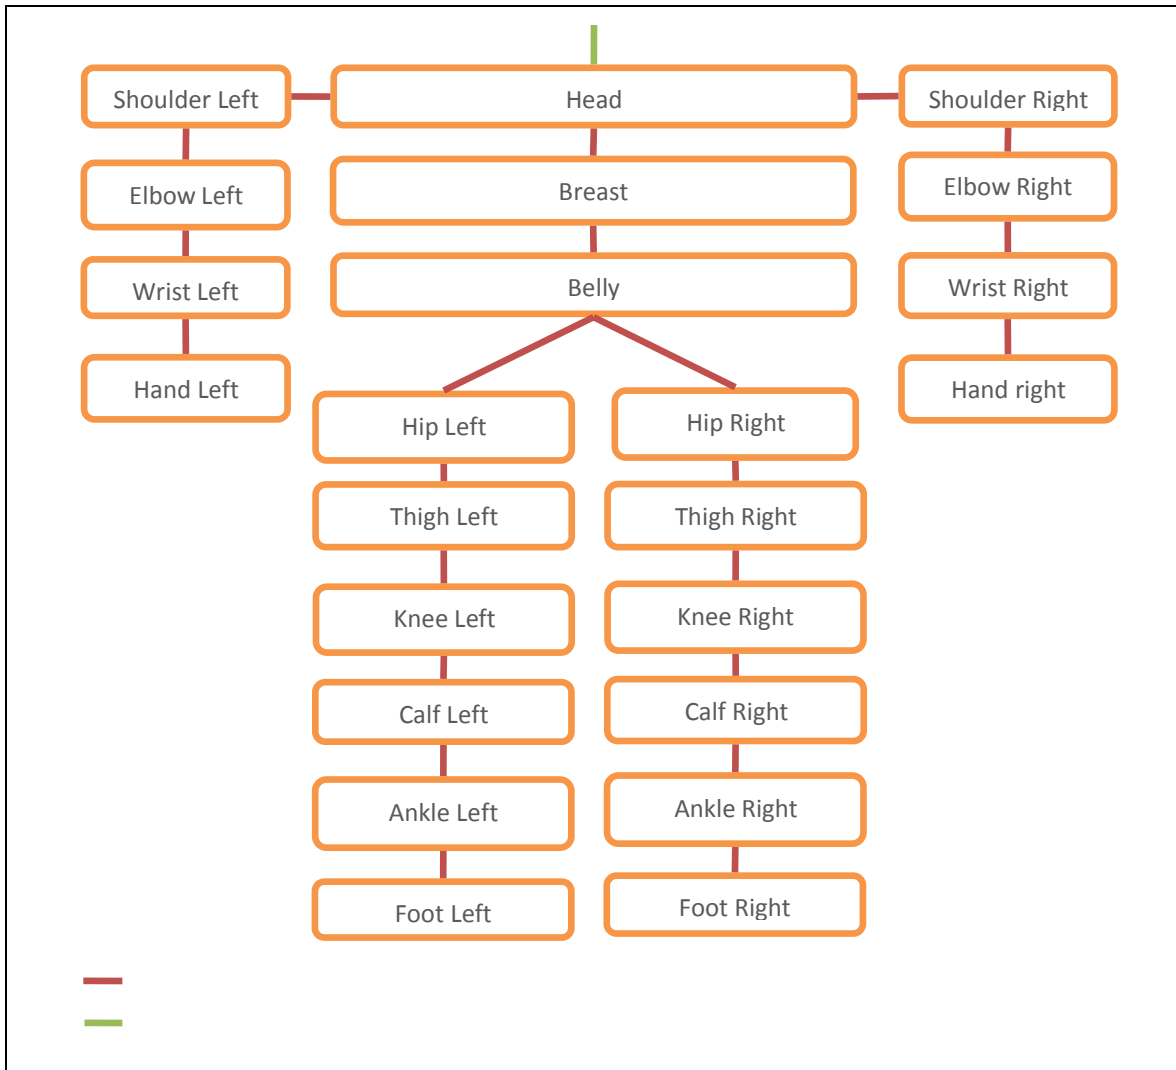 Shoulder Left
Head
Shoulder Right
Elbow Left
Breast
Elbow Right
Wrist Left
Belly
Wrist Right
Hand Left
Hand right
Hip Left
Hip Right
Thigh Left
Thigh Right
Knee Left
Knee Right
Calf Left
Calf Right
Ankle Left
Ankle Right
Foot Left
Foot Right